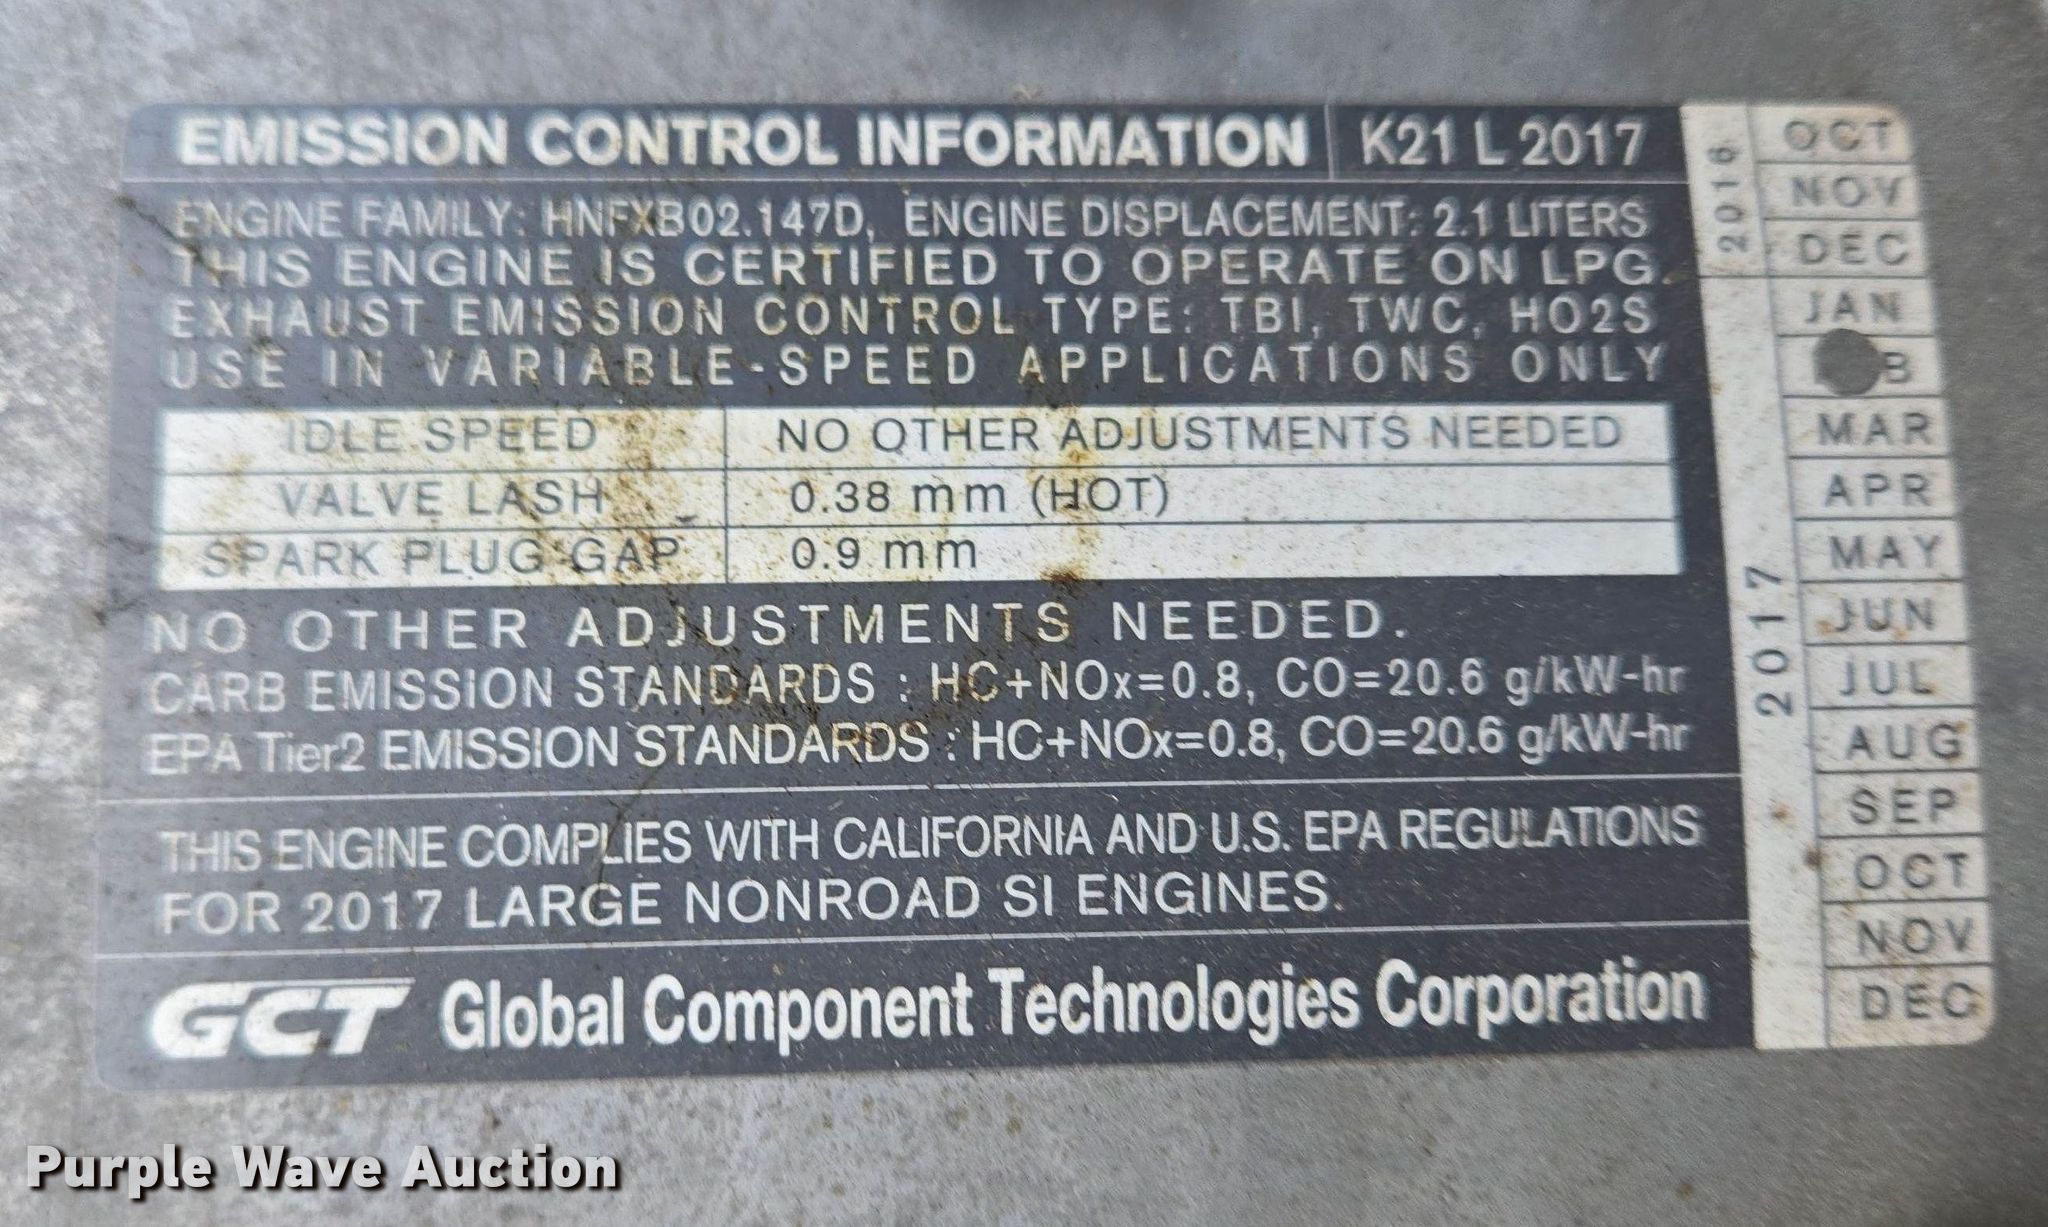 EMISSION CONTROL INFORMATION K21 L 2017
ENGINE FAMILY: HNFXB02.147D, ENGINE DISPLACEMENT: 2.1 LITERS
THIS ENGINE IS CERTIFIED TO OPERATE ON LPG.
EXHAUST EMISSION CONTROL TYPE: TBI, TWC, HO2S
USE IN VARIABLE-SPEED APPLICATIONS ONLY
IDLE SPEED NO OTHER ADJUSTMENTS NEEDED
VALVE LASH 0.38 mm (HOT)
SPARK PLUG GAP 0.9 mm
NO OTHER ADJUSTMENTS NEEDED.
CARB EMISSION STANDARDS : HC+NOx=0.8, CO=20.6 g/kW-hr
EPA Tier2 EMISSION STANDARDS : HC+NOx=0.8, CO=20.6 g/kW-hr
THIS ENGINE COMPLIES WITH CALIFORNIA AND U.S. EPA REGULATIONS
FOR 2017 LARGE NONROAD SI ENGINES.
GCT Global Component Technologies Corporation
2016
OCT
NOV
DEC
2017
JAN
B
MAR
APR
MAY
JUN
JUL
AUG
SEP
OCT
NOV
DEC
Purple Wave Auction